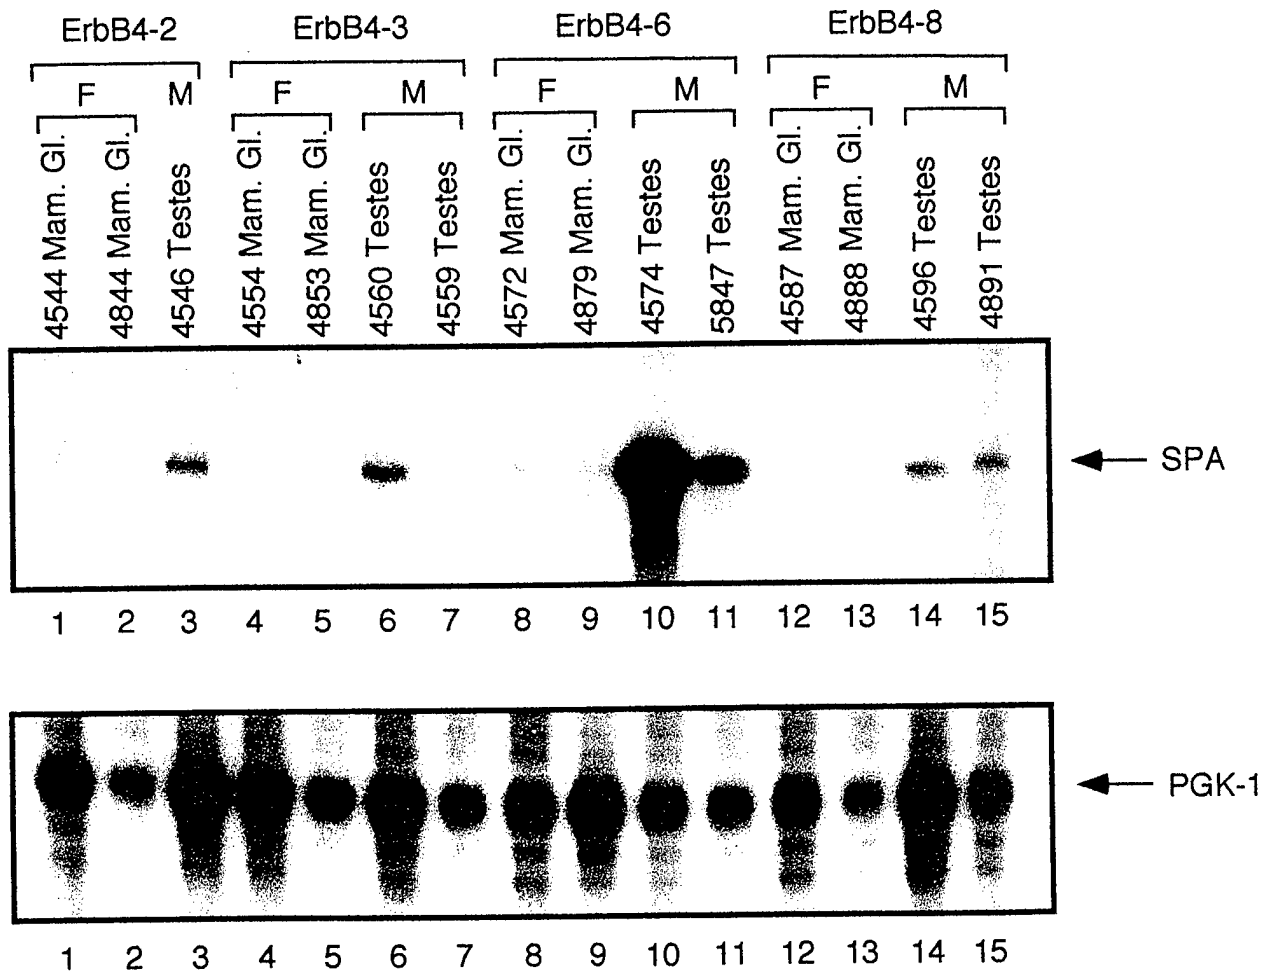 ErbB4-2 ErbB4-3 ErbB4-6 ErbB4-8
F M F M F M F M
4544 Mam. Gl.
4844 Mam. Gl.
4546 Testes
4554 Mam. Gl.
4853 Mam. Gl.
4560 Testes
4559 Testes
4572 Mam. Gl.
4879 Mam. Gl.
4574 Testes
5847 Testes
4587 Mam. Gl.
4888 Mam. Gl.
4596 Testes
4891 Testes
SPA
1 2 3 4 5 6 7 8 9 10 11 12 13 14 15
PGK-1
1 2 3 4 5 6 7 8 9 10 11 12 13 14 15